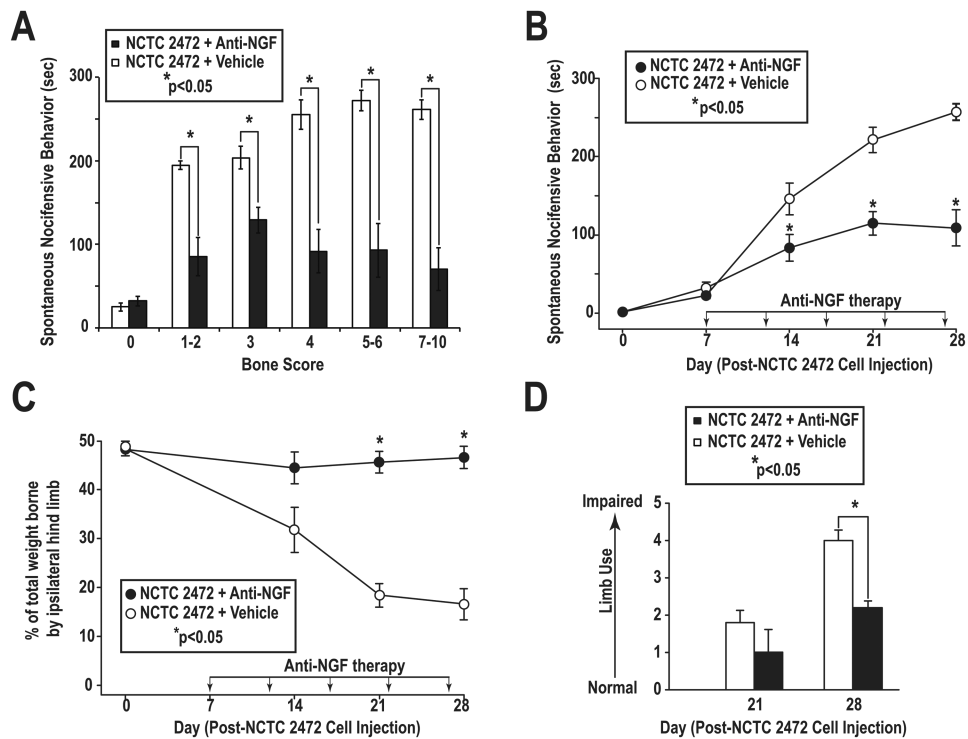 A
NCTC 2472 + Anti-NGF
NCTC 2472 + Vehicle
*p<0.05
Spontaneous Nocifensive Behavior (sec)
300
200
100
0
* * * * *
0 1-2 3 4 5-6 7-10
Bone Score
B
NCTC 2472 + Anti-NGF
NCTC 2472 + Vehicle
*p<0.05
Spontaneous Nocifensive Behavior (sec)
300
200
100
0
* * *
Anti-NGF therapy
0 7 14 21 28
Day (Post-NCTC 2472 Cell Injection)
C
% of total weight borne
by ipsilateral hind limb
50
40
30
20
10
0
* *
NCTC 2472 + Anti-NGF
NCTC 2472 + Vehicle
*p<0.05
Anti-NGF therapy
0 7 14 21 28
Day (Post-NCTC 2472 Cell Injection)
D
NCTC 2472 + Anti-NGF
NCTC 2472 + Vehicle
*p<0.05
Impaired
Limb Use
Normal
5
4
3
2
1
0
*
21 28
Day (Post-NCTC 2472 Cell Injection)